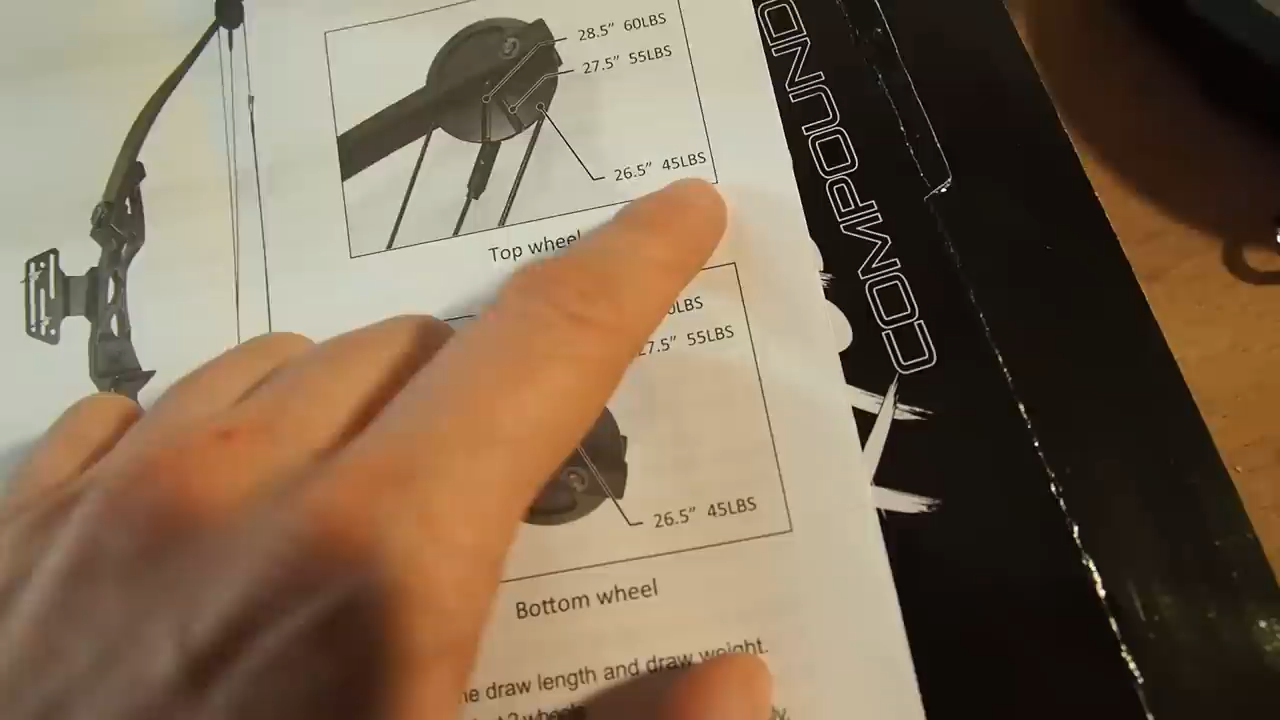 28.5” 60LBS
27.5” 55LBS
26.5” 45LBS
Top wheel
LBS
27.5” 55LBS
26.5” 45LBS
Bottom wheel
draw length and draw weight.
COMPOUND